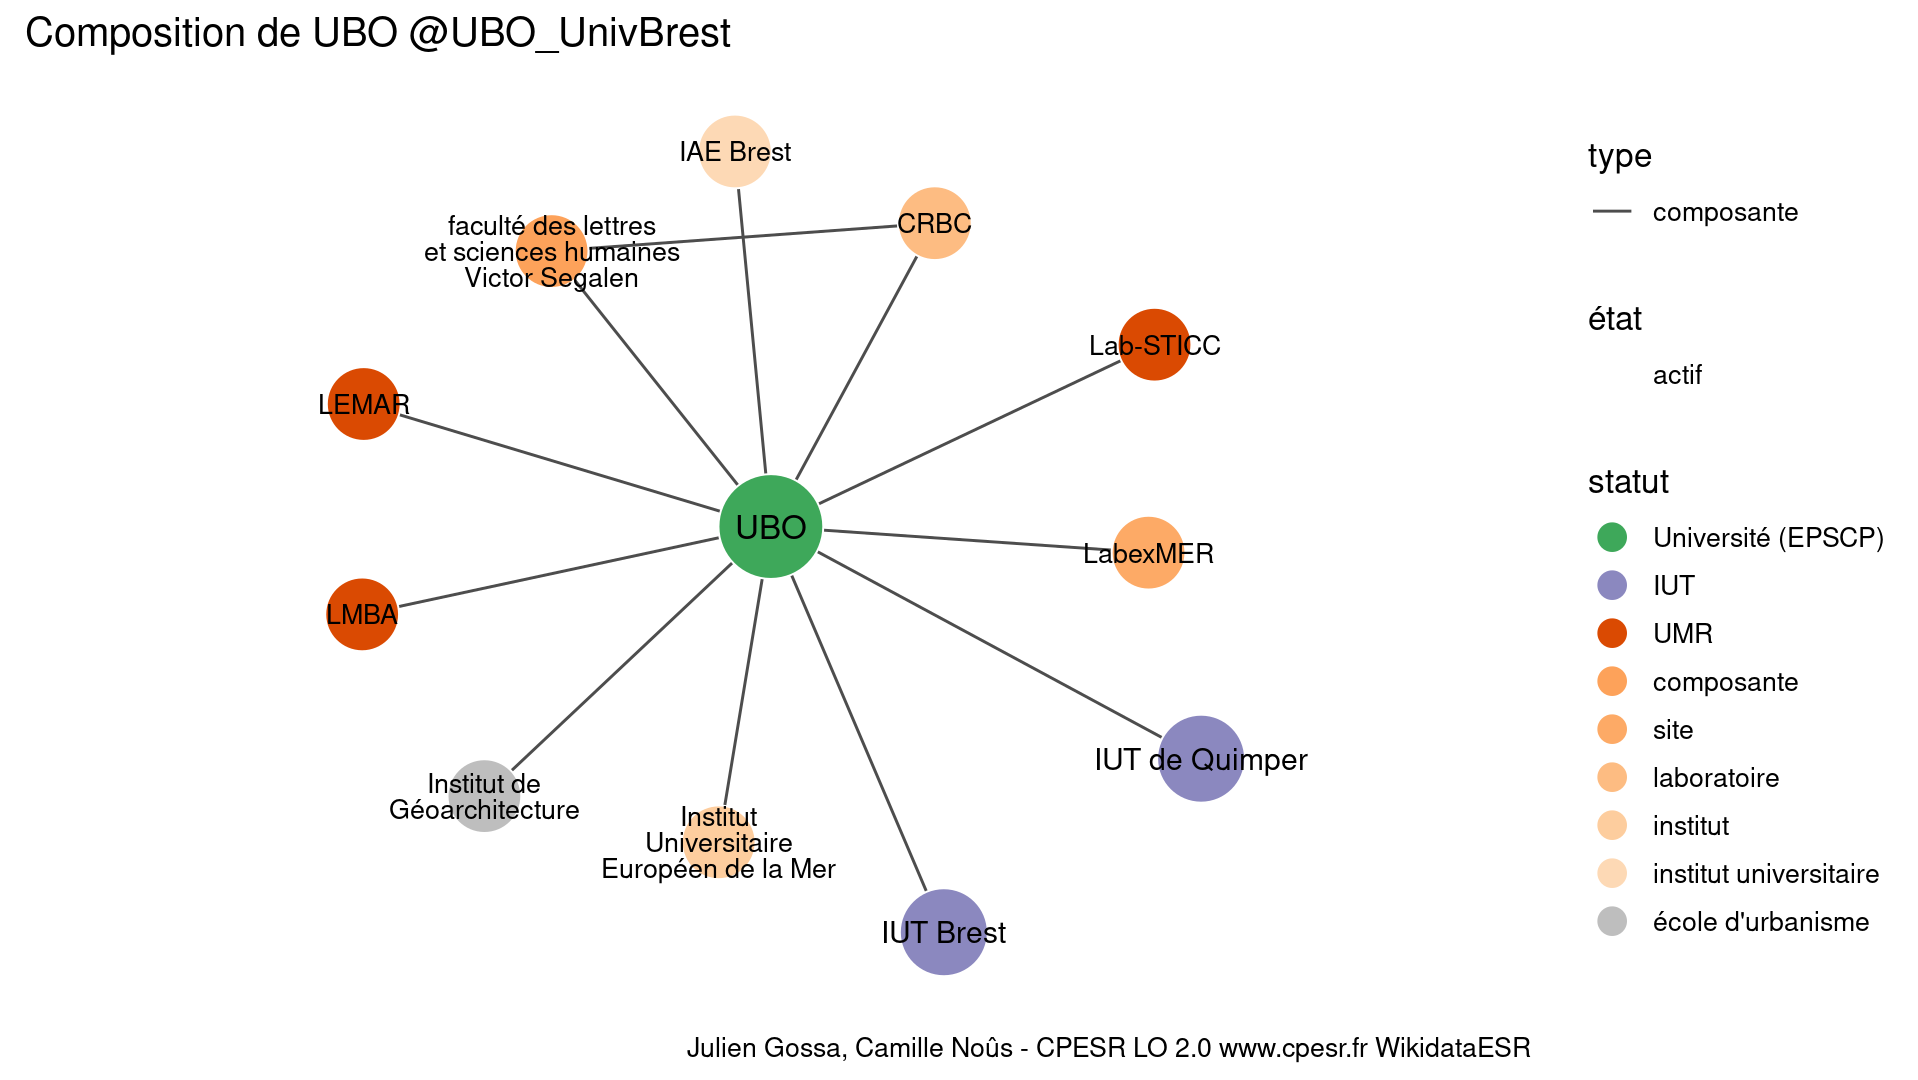 Composition de UBO @UBO_UnivBrest
IAE Brest
CRBC
faculté des lettres
et sciences humaines
Victor Segalen
Lab-STICC
LEMAR
UBO
LabexMER
LMBA
IUT de Quimper
Institut de
Géoarchitecture
Institut
Universitaire
Européen de la Mer
IUT Brest
type
composante
état
actif
statut
Université (EPSCP)
IUT
UMR
composante
site
laboratoire
institut
institut universitaire
école d'urbanisme
Julien Gossa, Camille Noûs - CPESR LO 2.0 www.cpesr.fr WikidataESR